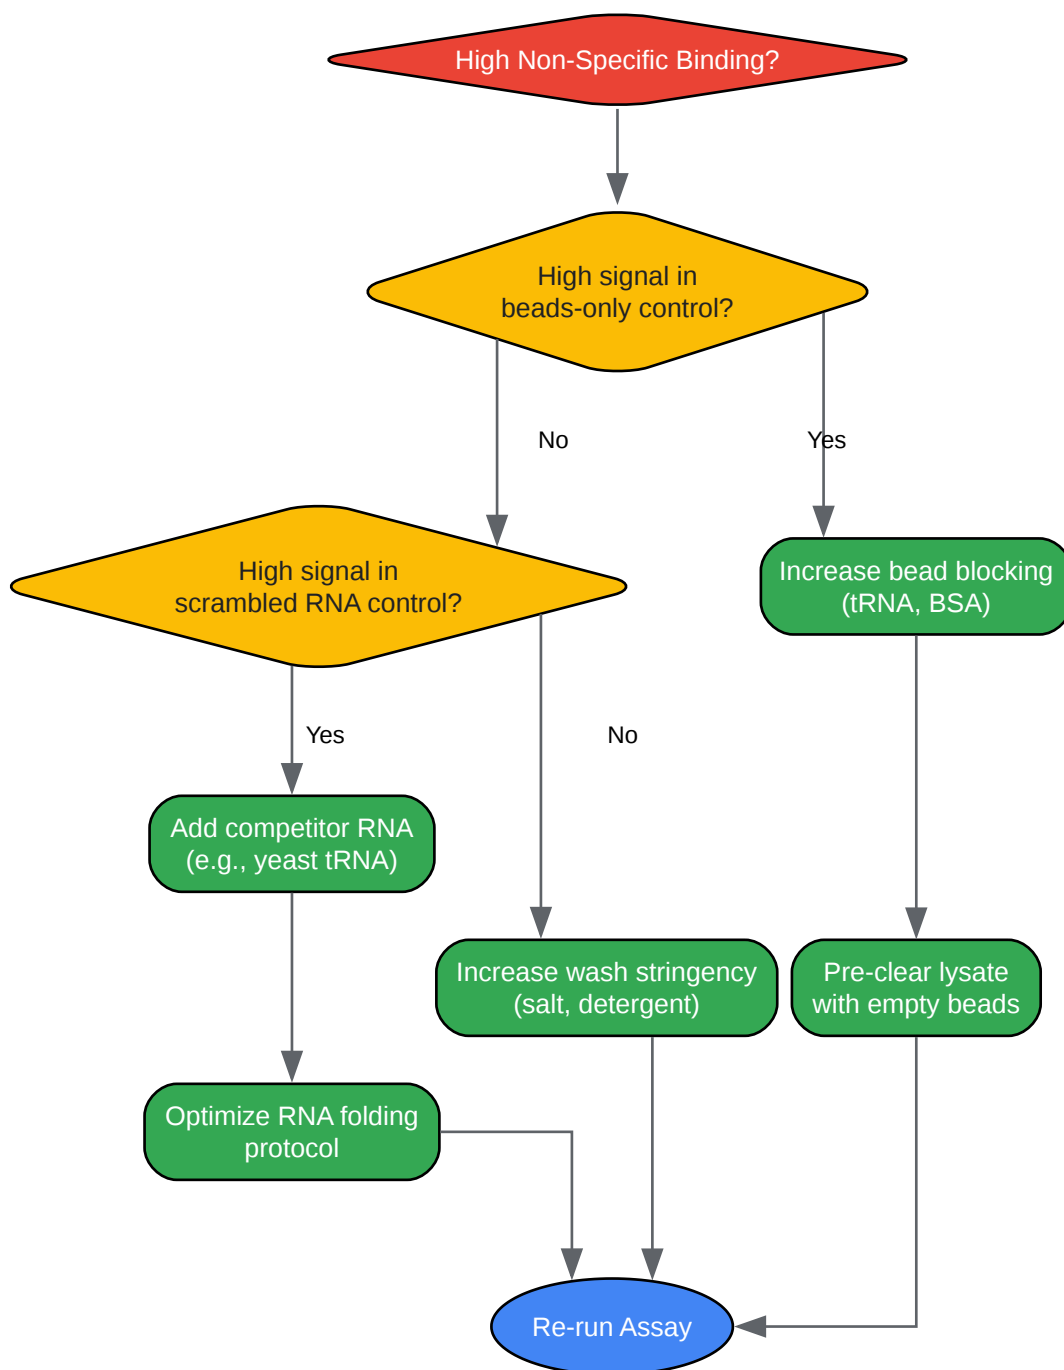 High Non-Specific Binding?
High signal in
beads-only control?
No
Yes
High signal in
scrambled RNA control?
Increase bead blocking
(tRNA, BSA)
Yes
No
Add competitor RNA
(e.g., yeast tRNA)
Increase wash stringency
(salt, detergent)
Pre-clear lysate
with empty beads
Optimize RNA folding
protocol
Re-run Assay